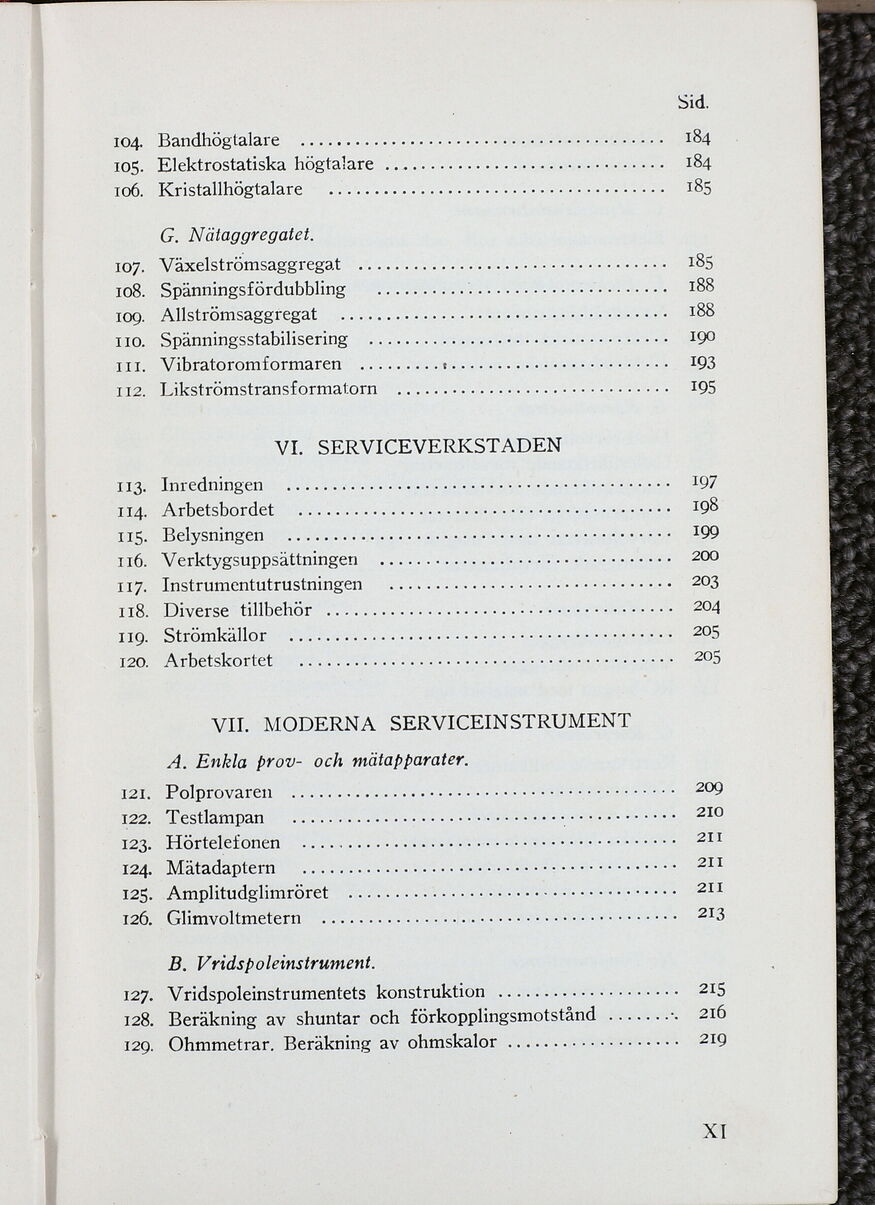 Sid.
104. Bandhögtalare ........................................ 184
105. Elektrostatiska högtalare .............................. 184
106. Kristallhögtalare ..................................... 185
G. Nätaggregatet.
107. Växelströmsaggregat .................................. 185
108. Spänningsfördubbling ................................ 188
109. Allströmsaggregat .................................... 188
110. Spänningsstabilisering ................................. 190
111. Vibratoromformaren .................................. 193
112. Likströmstransformatorn .............................. 195
VI. SERVICEVERKSTADEN
113. Inredningen .......................................... 197
114. Arbetsbordet ......................................... 198
115. Belysningen .......................................... 199
116. Verktygsuppsättningen ................................ 200
117. Instrumentutrustningen ............................... 203
118. Diverse tillbehör ...................................... 204
119. Strömkällor .......................................... 205
120. Arbetskortet ......................................... 205
VII. MODERNA SERVICEINSTRUMENT
A. Enkla prov- och mätapparater.
121. Polprovaren .......................................... 209
122. Testlampan .......................................... 210
123. Hörtelefonen ......................................... 211
124. Mätadaptern ......................................... 211
125. Amplitudglimröret .................................... 211
126. Glimvoltmetern ....................................... 213
B. Vridspoleinstrument.
127. Vridspoleinstrumentets konstruktion .................... 215
128. Beräkning av shuntar och förkopplingsmotstånd ........ 216
129. Ohmmetrar. Beräkning av ohmskalor ................... 219
XI